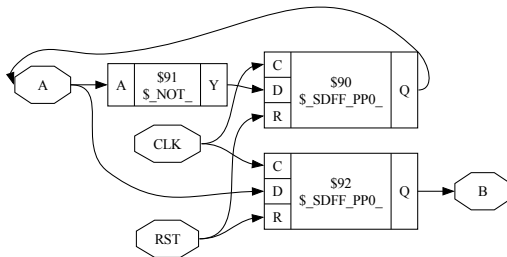 A
A $91 Y
$_NOT_
C
D $90 Q
$_SDFF_PP0_
R
CLK
C
D $92 Q
$_SDFF_PP0_
R
B
RST